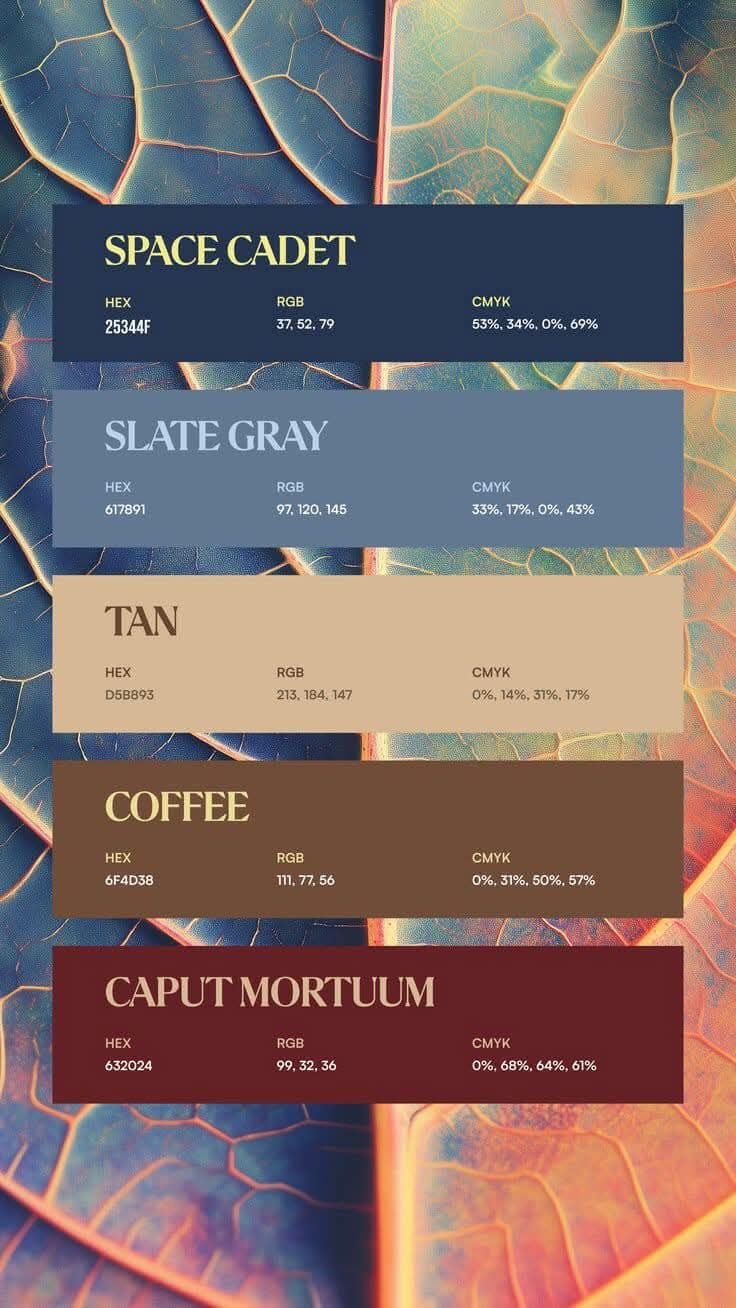 SPACE CADET
HEX RGB CMYK
25344F 37, 52, 79 53%, 34%, 0%, 69%
SLATE GRAY
HEX RGB CMYK
617891 97, 120, 145 33%, 17%, 0%, 43%
TAN
HEX RGB CMYK
D5B893 213, 184, 147 0%, 14%, 31%, 17%
COFFEE
HEX RGB CMYK
6F4D38 111, 77, 56 0%, 31%, 50%, 57%
CAPUT MORTUUM
HEX RGB CMYK
632024 99, 32, 36 0%, 68%, 64%, 61%